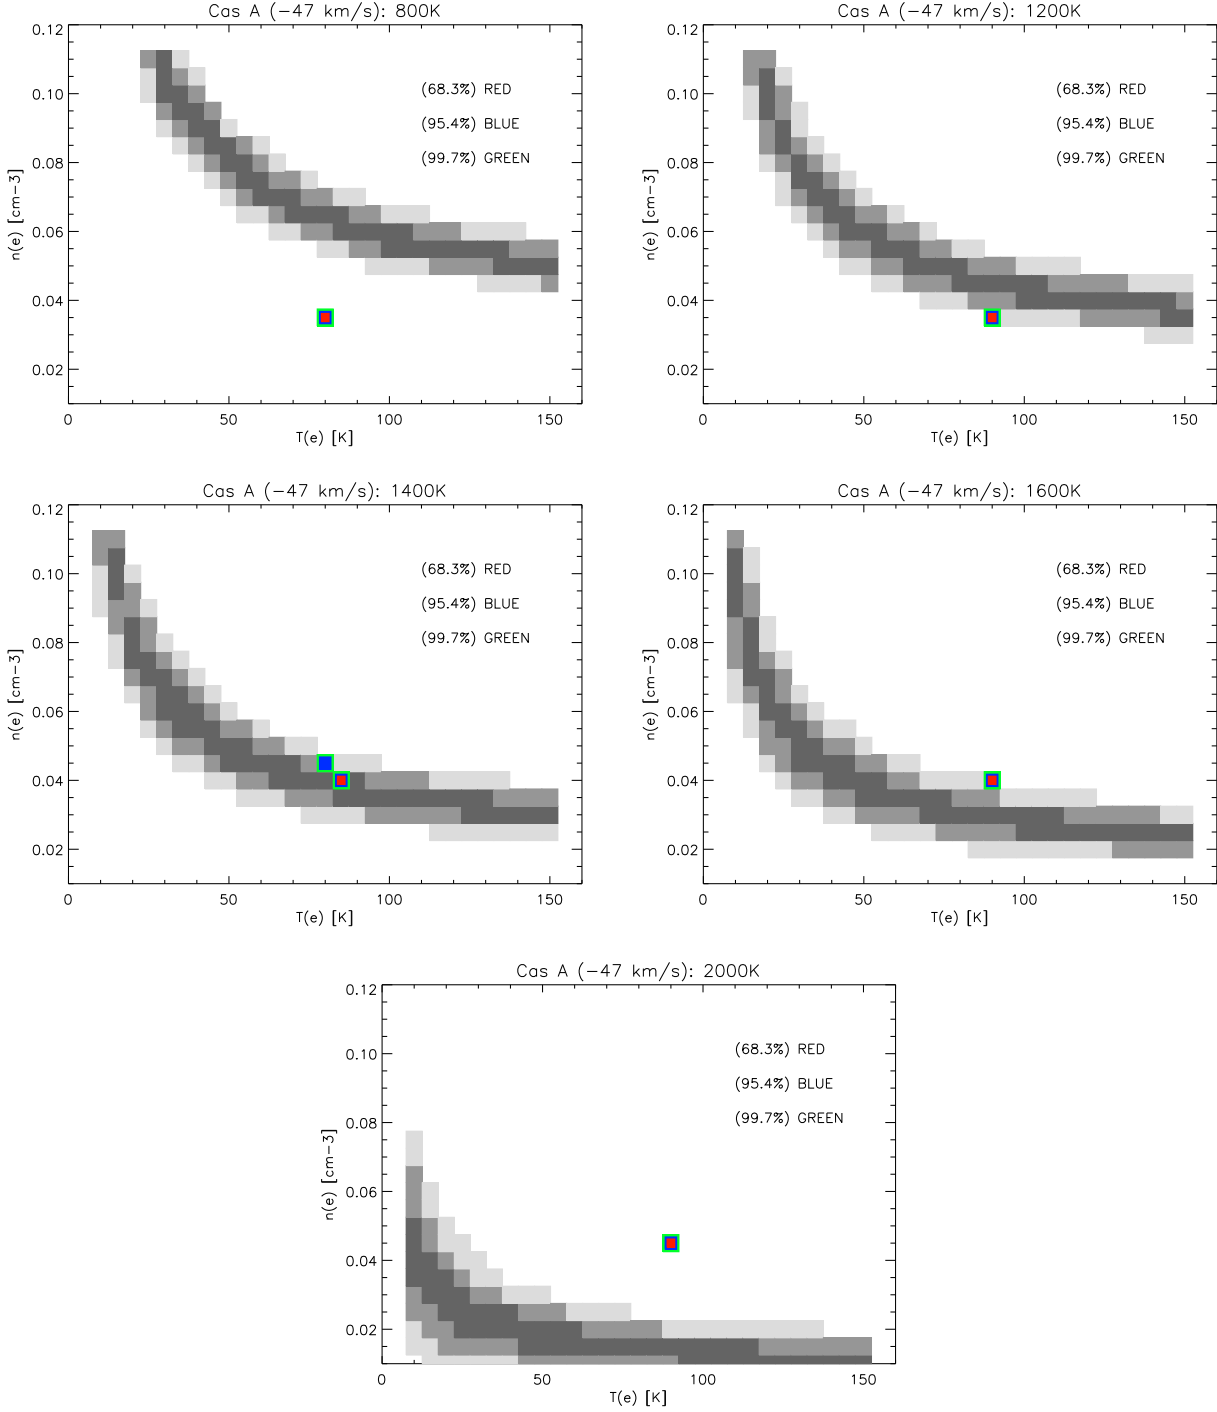 Cas A (−47 km/s): 800K
0.12
0.10
0.08
0.06
0.04
0.02
n(e) [cm−3]
(68.3%) RED
(95.4%) BLUE
(99.7%) GREEN
0 50 100 150
T(e) [K]
Cas A (−47 km/s): 1200K
0.12
0.10
0.08
0.06
0.04
0.02
n(e) [cm−3]
(68.3%) RED
(95.4%) BLUE
(99.7%) GREEN
0 50 100 150
T(e) [K]
Cas A (−47 km/s): 1400K
0.12
0.10
0.08
0.06
0.04
0.02
n(e) [cm−3]
(68.3%) RED
(95.4%) BLUE
(99.7%) GREEN
0 50 100 150
T(e) [K]
Cas A (−47 km/s): 1600K
0.12
0.10
0.08
0.06
0.04
0.02
n(e) [cm−3]
(68.3%) RED
(95.4%) BLUE
(99.7%) GREEN
0 50 100 150
T(e) [K]
Cas A (−47 km/s): 2000K
0.12
0.10
0.08
0.06
0.04
0.02
n(e) [cm−3]
(68.3%) RED
(95.4%) BLUE
(99.7%) GREEN
0 50 100 150
T(e) [K]